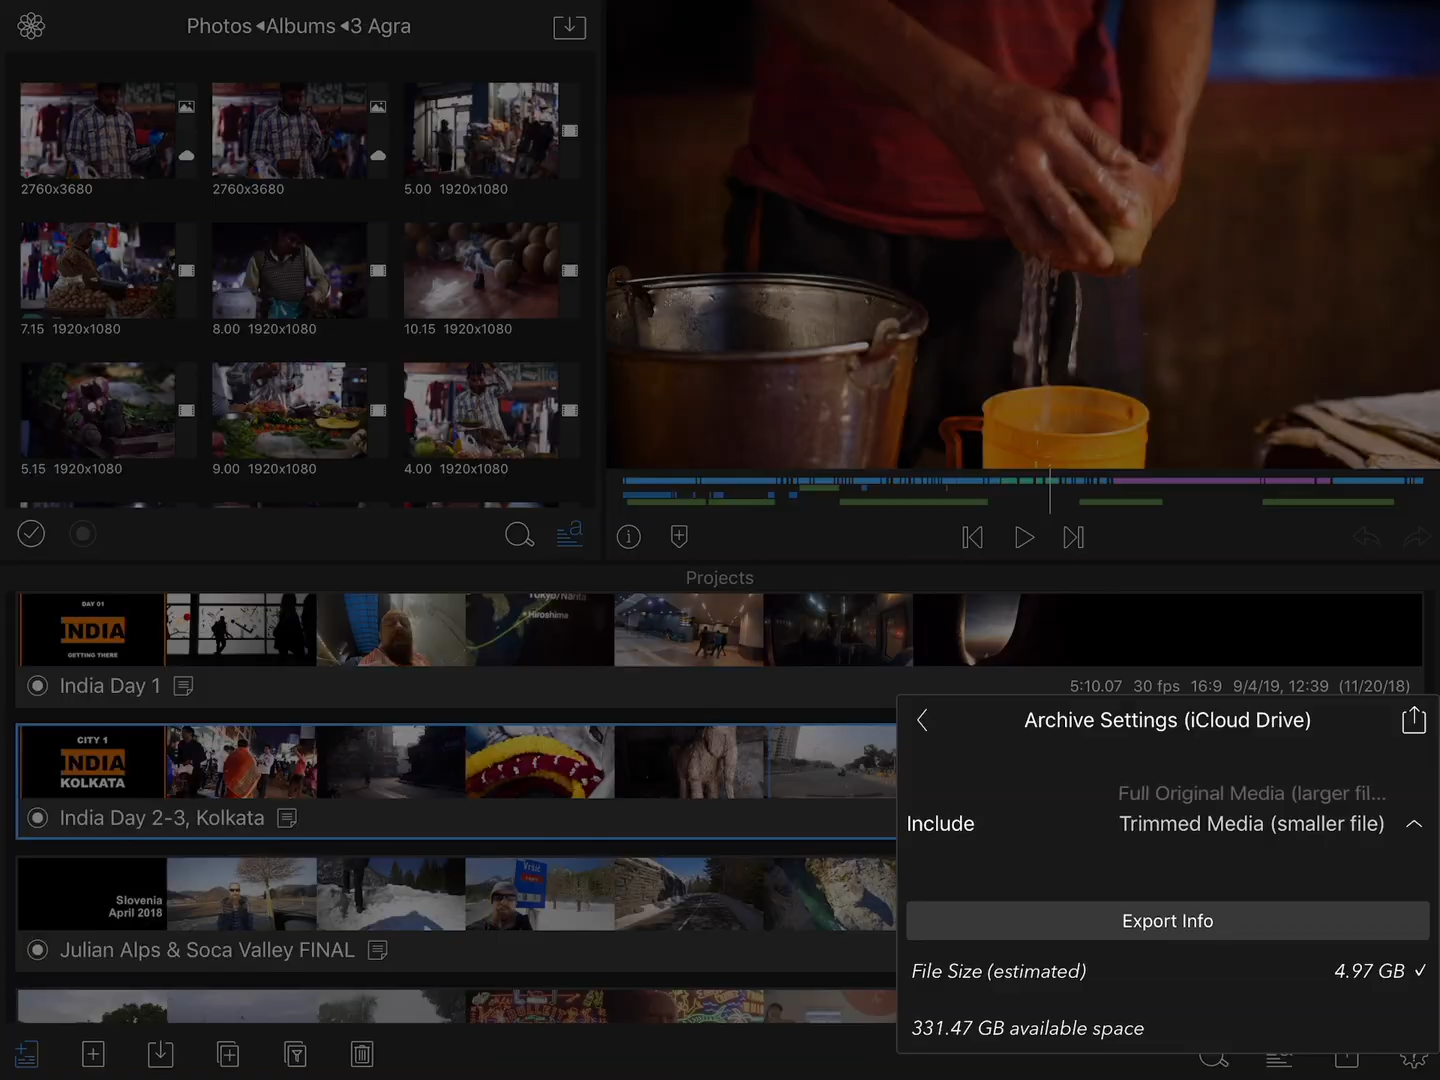 Photos ◂Albums ◂3 Agra
2760x3680
2760x3680
5.00 1920x1080
7.15 1920x1080
8.00 1920x1080
10.15 1920x1080
5.15 1920x1080
9.00 1920x1080
4.00 1920x1080
a
Projects
DAY 01
INDIA
GETTING THERE
Tokyo/Narita
Hiroshima
India Day 1
5:10.07 30 fps 16:9 9/4/19, 12:39 (11/20/18)
CITY 1
INDIA
KOLKATA
India Day 2-3, Kolkata
Slovenia
April 2018
Vršič
Julian Alps & Soca Valley FINAL
Archive Settings (iCloud Drive)
Full Original Media (larger fil...
Include
Trimmed Media (smaller file)
Export Info
File Size (estimated)
4.97 GB ✓
331.47 GB available space